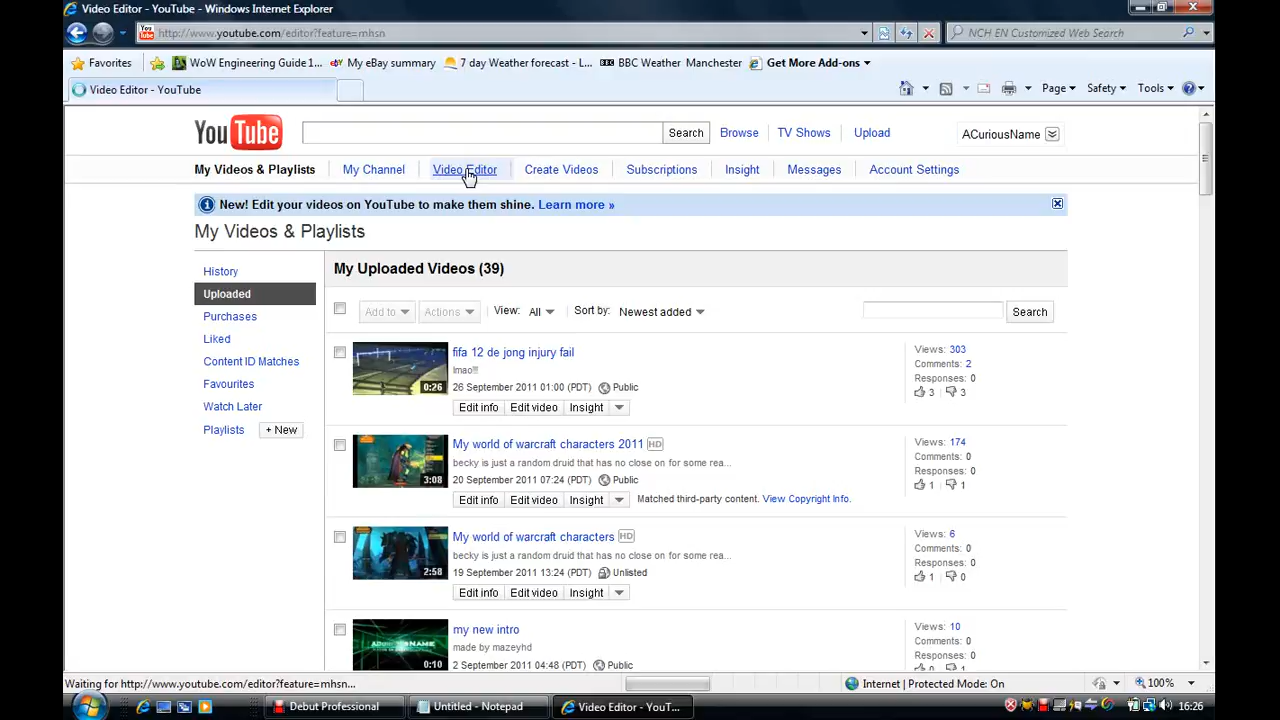 Video Editor - YouTube - Windows Internet Explorer
http://www.youtube.com/editor?feature=mhsn
NCH EN Customized Web Search
Favorites WoW Engineering Guide 1... My eBay summary 7 day Weather forecast - L... BBC Weather Manchester Get More Add-ons
Video Editor - YouTube Page Safety Tools
YouTube Search Browse TV Shows Upload ACuriousName
My Videos & Playlists My Channel Video Editor Create Videos Subscriptions Insight Messages Account Settings
New! Edit your videos on YouTube to make them shine. Learn more »
My Videos & Playlists
History
Uploaded
Purchases
Liked
Content ID Matches
Favourites
Watch Later
Playlists + New
My Uploaded Videos (39)
Add to Actions View: All Sort by: Newest added Search
0:26
fifa 12 de jong injury fail
lmao!!!
26 September 2011 01:00 (PDT) Public
Edit info Edit video Insight
Views: 303
Comments: 2
Responses: 0
3 3
3:08
My world of warcraft characters 2011 HD
becky is just a random druid that has no close on for some rea...
20 September 2011 07:24 (PDT) Public
Edit info Edit video Insight Matched third-party content. View Copyright Info.
Views: 174
Comments: 0
Responses: 0
1 1
2:58
My world of warcraft characters HD
becky is just a random druid that has no close on for some rea...
19 September 2011 13:24 (PDT) Unlisted
Edit info Edit video Insight
Views: 6
Comments: 0
Responses: 0
1 0
0:10
my new intro
made by mazeyhd
2 September 2011 04:48 (PDT) Public
Views: 10
Comments: 0
Responses: 0
Waiting for http://www.youtube.com/editor?feature=mhsn... Internet | Protected Mode: On 100%
Debut Professional Untitled - Notepad Video Editor - YouT... 16:26